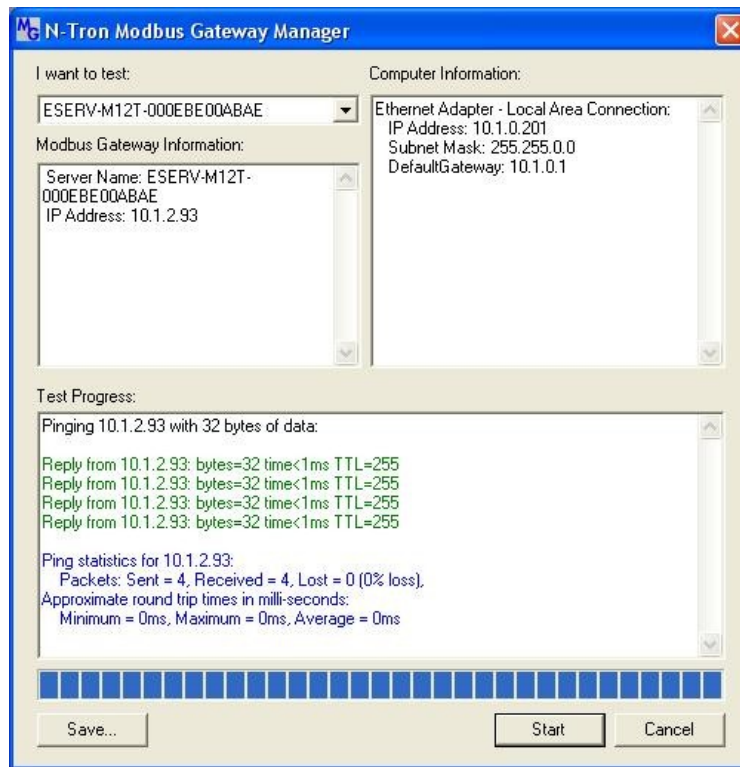 MG N-Tron Modbus Gateway Manager
I want to test:
ESERV-M12T-000EBE00ABAE
Modbus Gateway Information:
Server Name: ESERV-M12T-
000EBE00ABAE
IP Address: 10.1.2.93
Computer Information:
Ethernet Adapter - Local Area Connection:
IP Address: 10.1.0.201
Subnet Mask: 255.255.0.0
DefaultGateway: 10.1.0.1
Test Progress:
Pinging 10.1.2.93 with 32 bytes of data:
Reply from 10.1.2.93: bytes=32 time<1ms TTL=255
Reply from 10.1.2.93: bytes=32 time<1ms TTL=255
Reply from 10.1.2.93: bytes=32 time<1ms TTL=255
Reply from 10.1.2.93: bytes=32 time<1ms TTL=255
Ping statistics for 10.1.2.93:
Packets: Sent = 4, Received = 4, Lost = 0 (0% loss),
Approximate round trip times in milli-seconds:
Minimum = 0ms, Maximum = 0ms, Average = 0ms
Save...
Start
Cancel